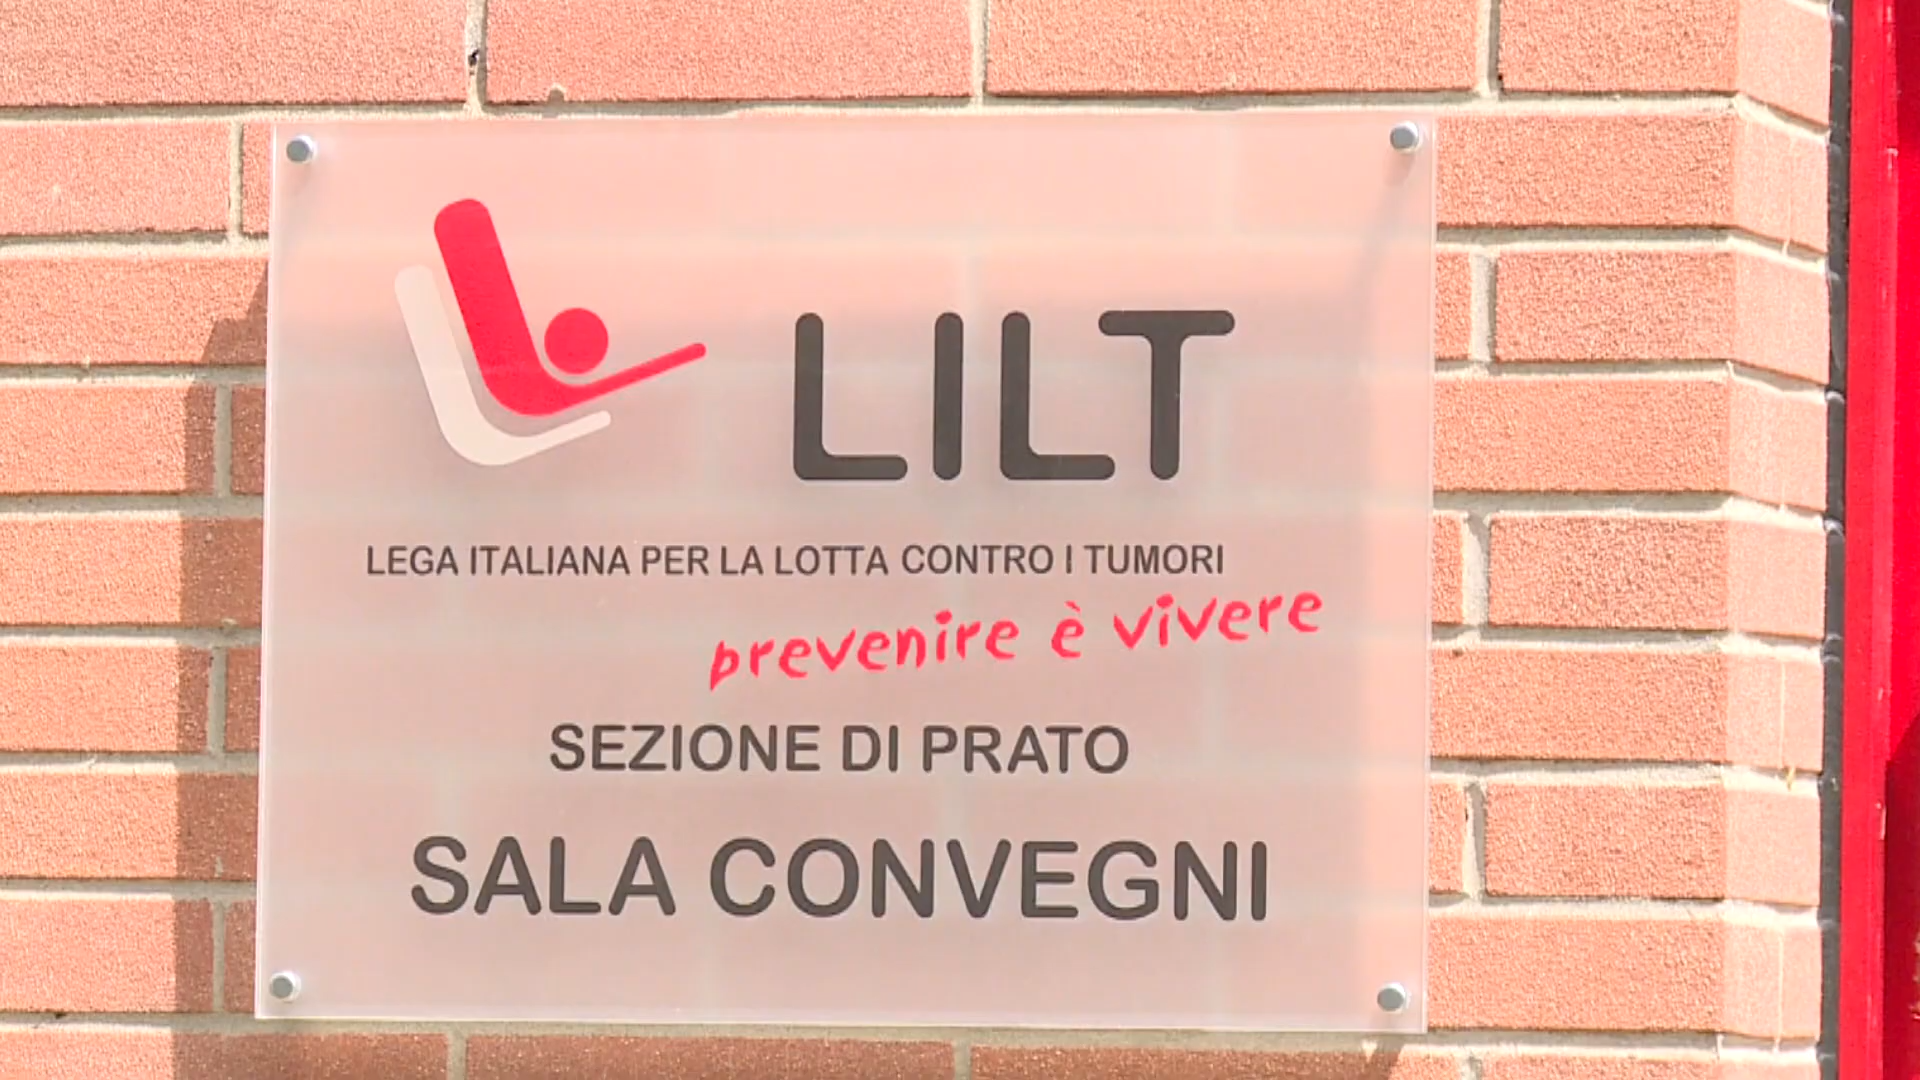 LILT
LEGA ITALIANA PER LA LOTTA CONTRO I TUMORI
prevenire è vivere
SEZIONE DI PRATO
SALA CONVEGNI